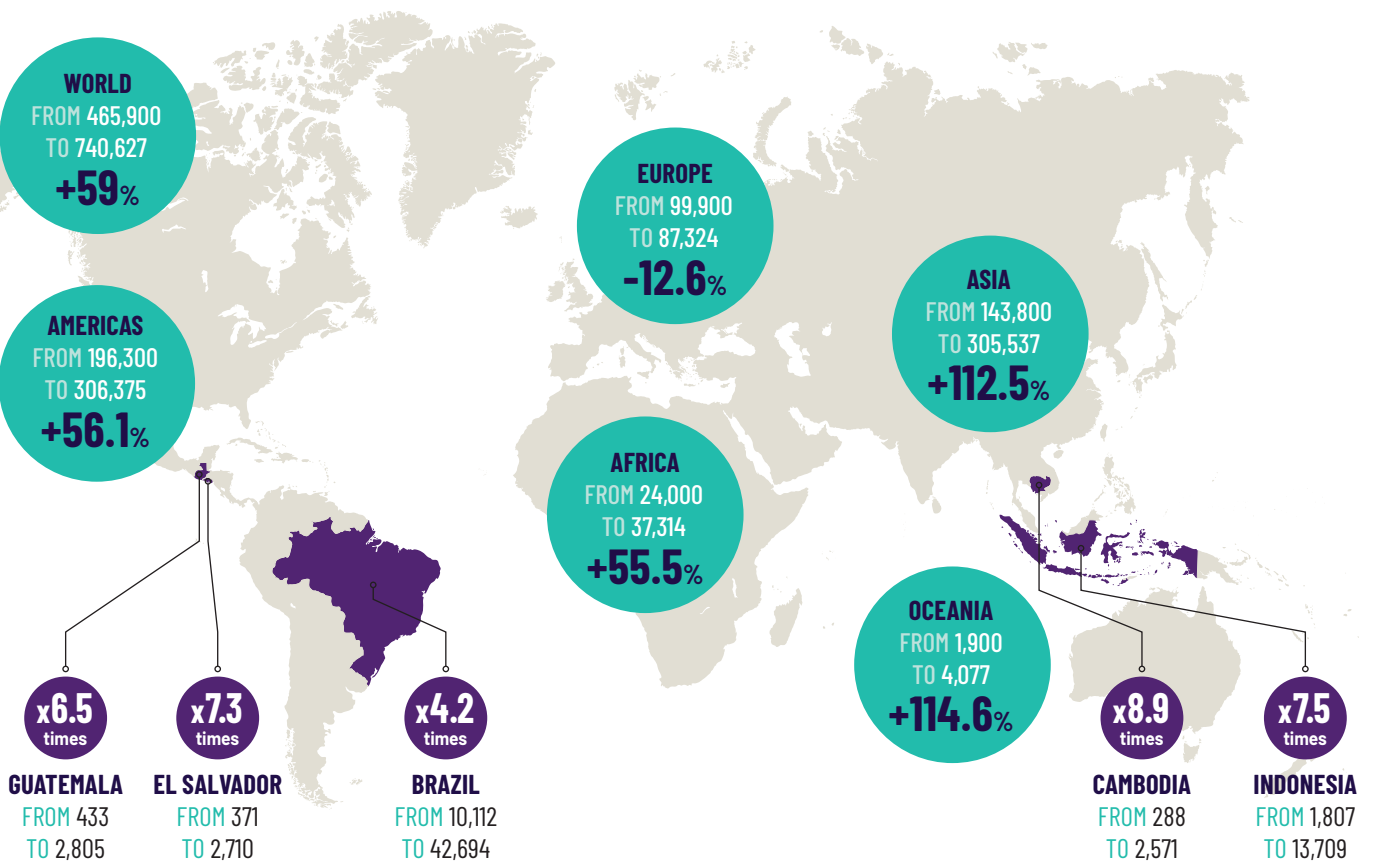 WORLD
FROM 465,900
TO 740,627
+59%
AMERICAS
FROM 196,300
TO 306,375
+56.1%
EUROPE
FROM 99,900
TO 87,324
-12.6%
ASIA
FROM 143,800
TO 305,537
+112.5%
AFRICA
FROM 24,000
TO 37,314
+55.5%
OCEANIA
FROM 1,900
TO 4,077
+114.6%
x6.5
times
GUATEMALA
FROM 433
TO 2,805
x7.3
times
EL SALVADOR
FROM 371
TO 2,710
x4.2
times
BRAZIL
FROM 10,112
TO 42,694
x8.9
times
CAMBODIA
FROM 288
TO 2,571
x7.5
times
INDONESIA
FROM 1,807
TO 13,709